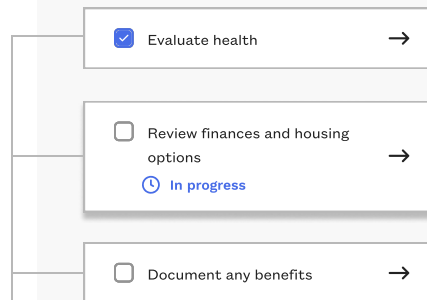 Evaluate health
Review finances and housing
options
In progress
Document any benefits